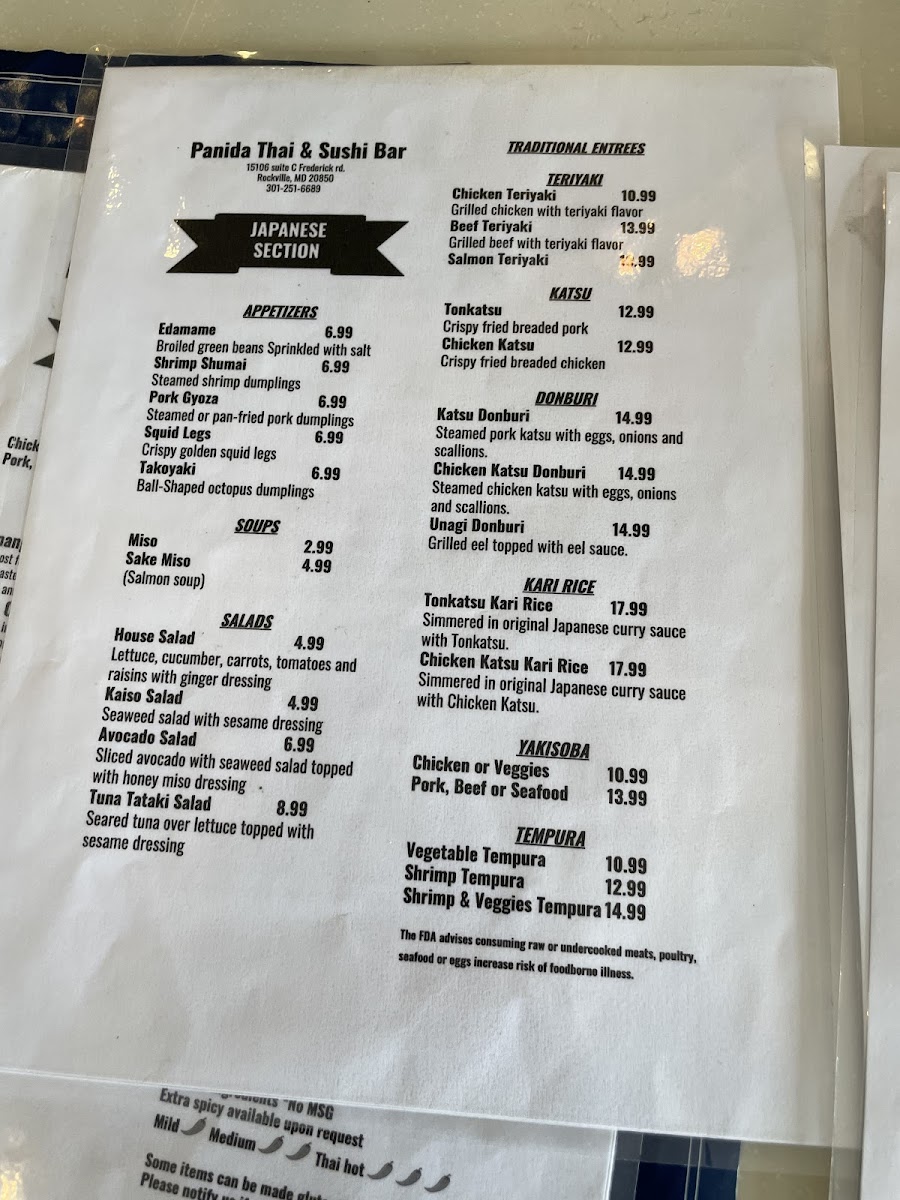 Panida Thai & Sushi Bar
15106 suite C Frederick rd.
Rockville, MD 20850
301-251-6689
JAPANESE
SECTION
APPETIZERS
Edamame 6.99
Broiled green beans Sprinkled with salt
Shrimp Shumai 6.99
Steamed shrimp dumplings
Pork Gyoza 6.99
Steamed or pan-fried pork dumplings
Squid Legs 6.99
Crispy golden squid legs
Takoyaki 6.99
Ball-Shaped octopus dumplings
SOUPS
Miso 2.99
Sake Miso 4.99
(Salmon soup)
SALADS
House Salad 4.99
Lettuce, cucumber, carrots, tomatoes and
raisins with ginger dressing
Kaiso Salad 4.99
Seaweed salad with sesame dressing
Avocado Salad 6.99
Sliced avocado with seaweed salad topped
with honey miso dressing
Tuna Tataki Salad 8.99
Seared tuna over lettuce topped with
sesame dressing
TRADITIONAL ENTREES
TERIYAKI
Chicken Teriyaki 10.99
Grilled chicken with teriyaki flavor
Beef Teriyaki 13.99
Grilled beef with teriyaki flavor
Salmon Teriyaki
KATSU
Tonkatsu 12.99
Crispy fried breaded pork
Chicken Katsu 12.99
Crispy fried breaded chicken
DONBURI
Katsu Donburi 14.99
Steamed pork katsu with eggs, onions and
scallions.
Chicken Katsu Donburi 14.99
Steamed chicken katsu with eggs, onions
and scallions.
Unagi Donburi 14.99
Grilled eel topped with eel sauce.
KARI RICE
Tonkatsu Kari Rice 17.99
Simmered in original Japanese curry sauce
with Tonkatsu.
Chicken Katsu Kari Rice 17.99
Simmered in original Japanese curry sauce
with Chicken Katsu.
YAKISOBA
Chicken or Veggies 10.99
Pork, Beef or Seafood 13.99
TEMPURA
Vegetable Tempura 10.99
Shrimp Tempura 12.99
Shrimp & Veggies Tempura 14.99
The FDA advises consuming raw or undercooked meats, poultry,
seafood or eggs increase risk of foodborne illness.
Chick
Pork,
*No MSG
Extra spicy available upon request
Mild Medium Thai hot
Some items can be made
Please notify